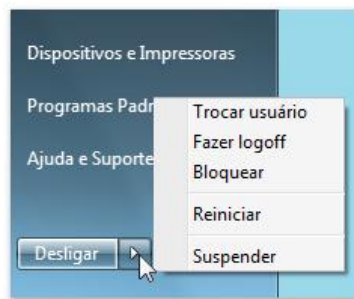 Dispositivos e Impressoras
Programas Padr
Ajuda e Suporte
Trocar usuário
Fazer logoff
Bloquear
Reiniciar
Suspender
Desligar